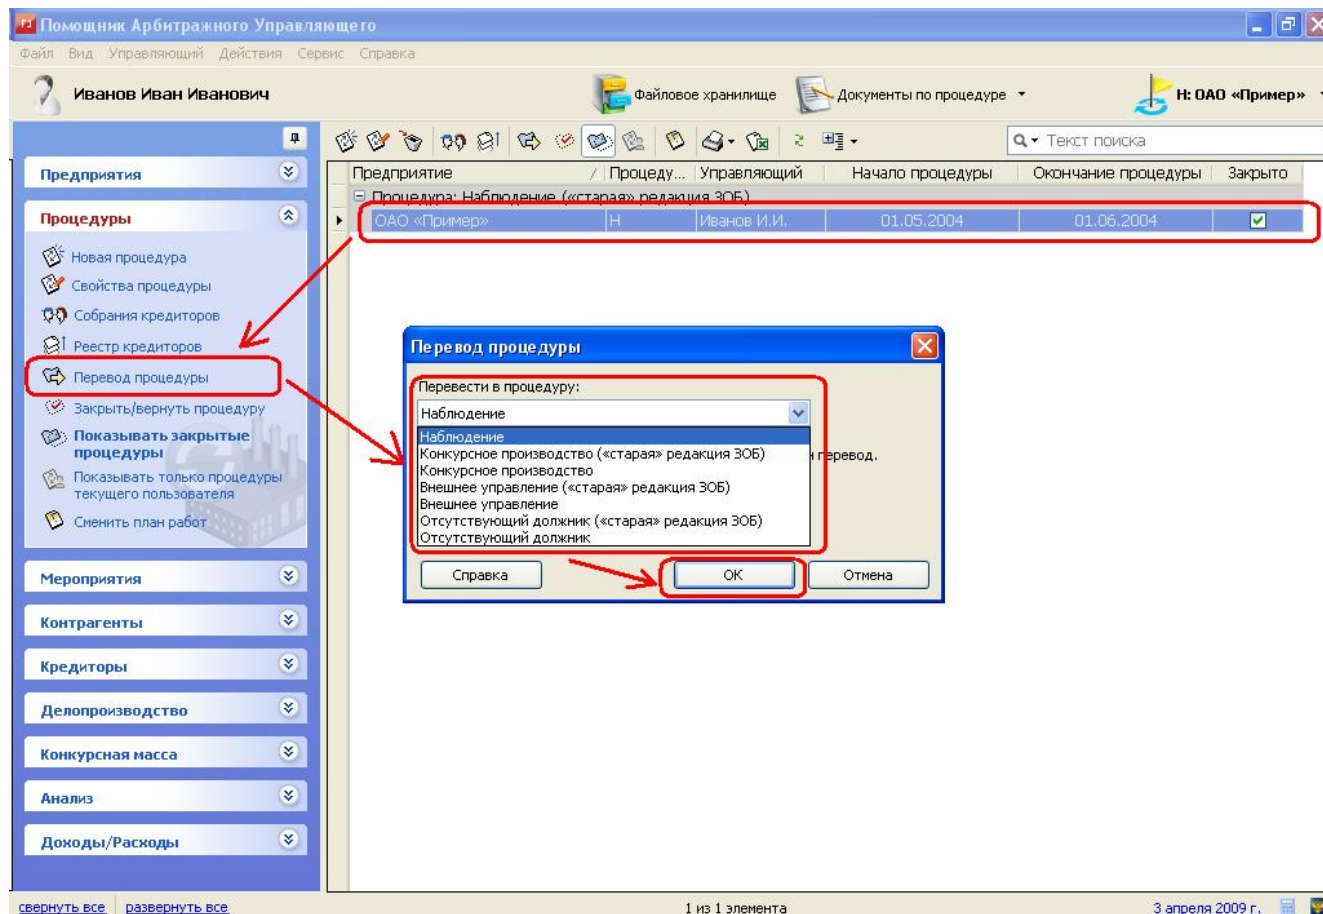 Помощник Арбитражного Управляющего
Файл Вид Управляющий Действия Сервис Справка
Иванов Иван Иванович
Файловое хранилище
Документы по процедуре
Н: ОАО «Пример»
Текст поиска
Предприятия
Процедуры
Новая процедура
Свойства процедуры
Собрания кредиторов
Реестр кредиторов
Перевод процедуры
Закрыть/вернуть процедуру
Показывать закрытые
процедуры
Показывать только процедуры
текущего пользователя
Сменить план работ
Мероприятия
Контрагенты
Кредиторы
Делопроизводство
Конкурсная масса
Анализ
Доходы/Расходы
Предприятие Процеду... Управляющий Начало процедуры Окончание процедуры Закрыто
Процедура: Наблюдение («старая» редакция ЗОБ)
ОАО «Пример» Н Иванов И.И. 01.05.2004 01.06.2004
Перевод процедуры
Перевести в процедуру:
Наблюдение
Наблюдение
Конкурсное производство («старая» редакция ЗОБ)
перевод.
Конкурсное производство
Внешнее управление («старая» редакция ЗОБ)
Внешнее управление
Отсутствующий должник («старая» редакция ЗОБ)
Отсутствующий должник
Справка ОК Отмена
свернуть все развернуть все
1 из 1 элемента
3 апреля 2009 г.